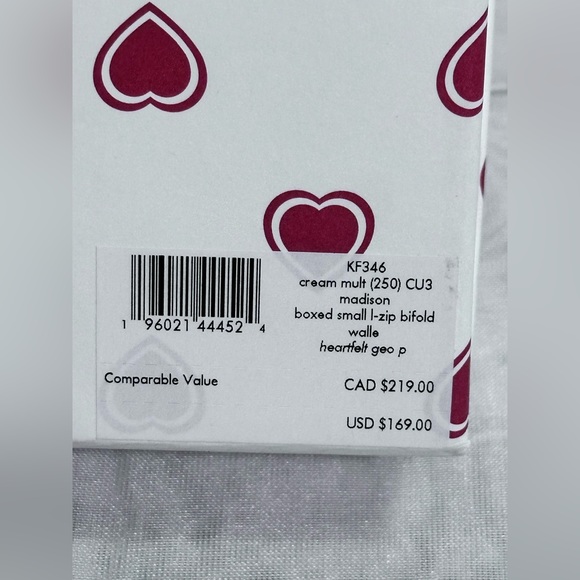 KF346
cream mult (250) CU3
madison
boxed small l-zip bifold
walle
heartfelt geo p
1 96021 44452 4
Comparable Value
CAD $219.00
USD $169.00